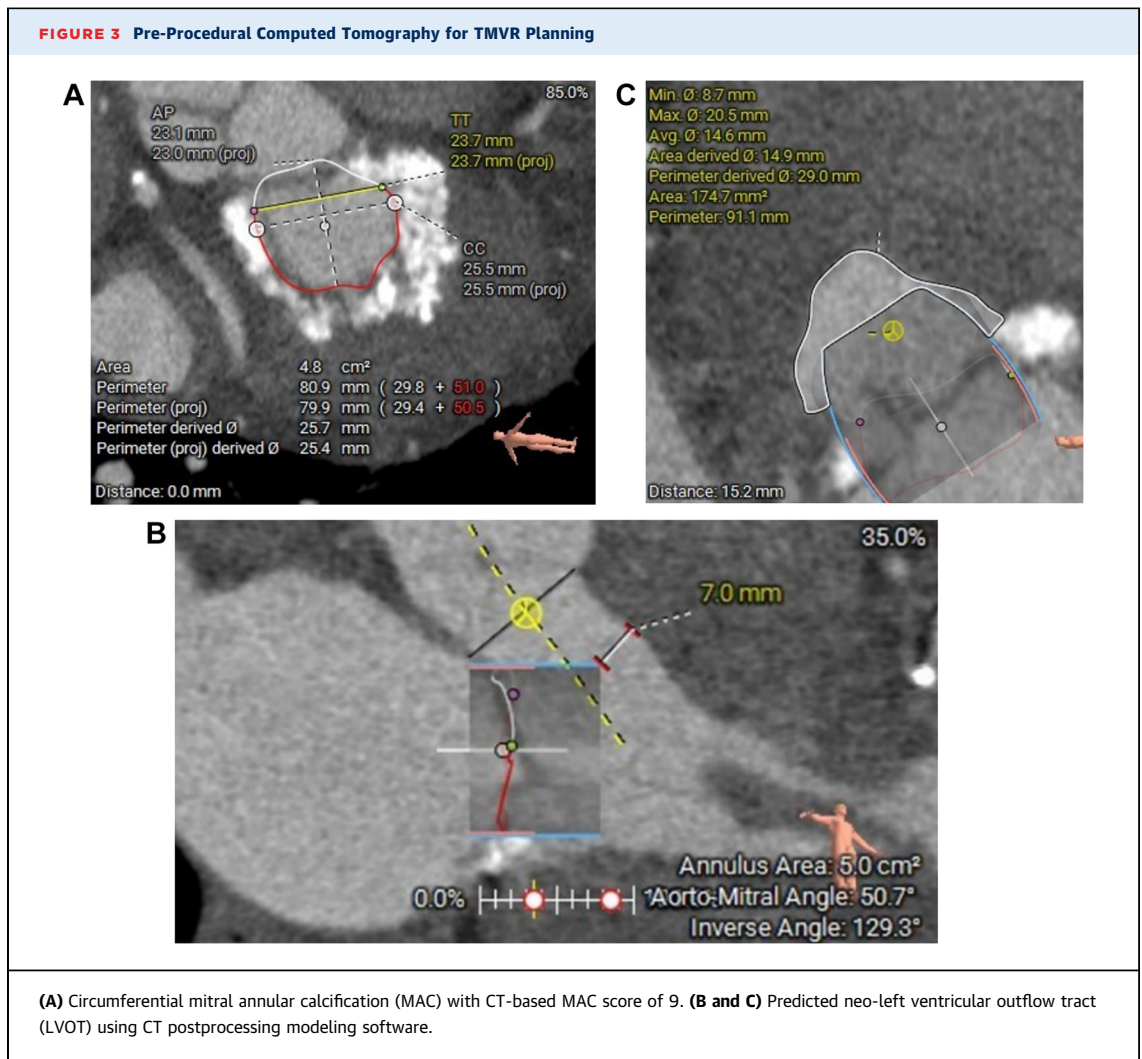 FIGURE 3 Pre-Procedural Computed Tomography for TMVR Planning
A
85.0%
AP
23.1 mm
23.0 mm (proj)
TT
23.7 mm
23.7 mm (proj)
CC
25.5 mm
25.5 mm (proj)
Area 4.8 cm²
Perimeter 80.9 mm ( 29.8 + 51.0 )
Perimeter (proj) 79.9 mm ( 29.4 + 50.5 )
Perimeter derived Ø 25.7 mm
Perimeter (proj) derived Ø 25.4 mm
Distance: 0.0 mm
C
Min. Ø: 8.7 mm
Max. Ø: 20.5 mm
Avg. Ø: 14.6 mm
Area derived Ø: 14.9 mm
Perimeter derived Ø: 29.0 mm
Area: 174.7 mm²
Perimeter: 91.1 mm
Distance: 15.2 mm
B
35.0%
7.0 mm
Annulus Area: 5.0 cm²
0.0% Aorto-Mitral Angle: 50.7°
Inverse Angle: 129.3°
(A) Circumferential mitral annular calcification (MAC) with CT-based MAC score of 9. (B and C) Predicted neo-left ventricular outflow tract
(LVOT) using CT postprocessing modeling software.